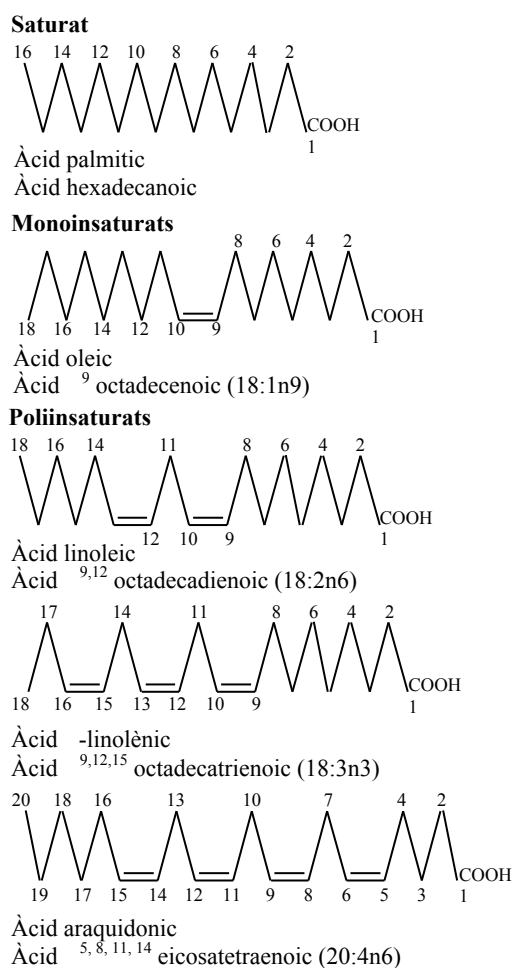 Saturat
16 14 12 10 8 6 4 2
COOH
1
Àcid palmitic
Àcid hexadecanoic
Monoinsaturats
8 6 4 2
COOH
18 16 14 12 10 9 1
Àcid oleic
Àcid 9 octadecenoic (18:1n9)
Poliinsaturats
18 16 14 11 8 6 4 2
COOH
12 10 9 1
Àcid linoleic
Àcid 9,12 octadecadienoic (18:2n6)
17 14 11 8 6 4 2
COOH
18 16 15 13 12 10 9 1
Àcid -linolènic
Àcid 9,12,15 octadecatrienoic (18:3n3)
20 18 16 13 10 7 4 2
COOH
19 17 15 14 12 11 9 8 6 5 3 1
Àcid araquidonic
Àcid 5, 8, 11, 14 eicosatetraenoic (20:4n6)